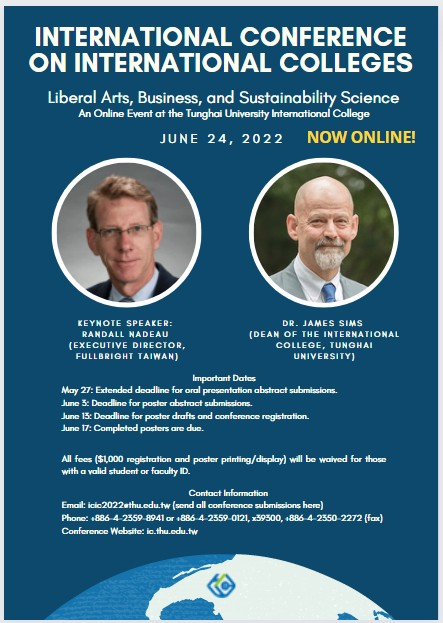 INTERNATIONAL CONFERENCE
ON INTERNATIONAL COLLEGES
Liberal Arts, Business, and Sustainability Science
An Online Event at the Tunghai University International College
JUNE 24, 2022 NOW ONLINE!
KEYNOTE SPEAKER:
RANDALL NADEAU
(EXECUTIVE DIRECTOR,
FULLBRIGHT TAIWAN)
DR. JAMES SIMS
(DEAN OF THE INTERNATIONAL
COLLEGE, TUNGHAI
UNIVERSITY)
Important Dates
May 27: Extended deadline for oral presentation abstract submissions.
June 3: Deadline for poster abstract submissions.
June 13: Deadline for poster drafts and conference registration.
June 17: Completed posters are due.
All fees ($1,000 registration and poster printing/display) will be waived for those
with a valid student or faculty ID.
Contact Information
Email: icic2022@thu.edu.tw (send all conference submissions here)
Phone: +886-4-2359-8941 or +886-4-2359-0121, x39300, +886-4-2350-2272 (fax)
Conference Website: ic.thu.edu.tw